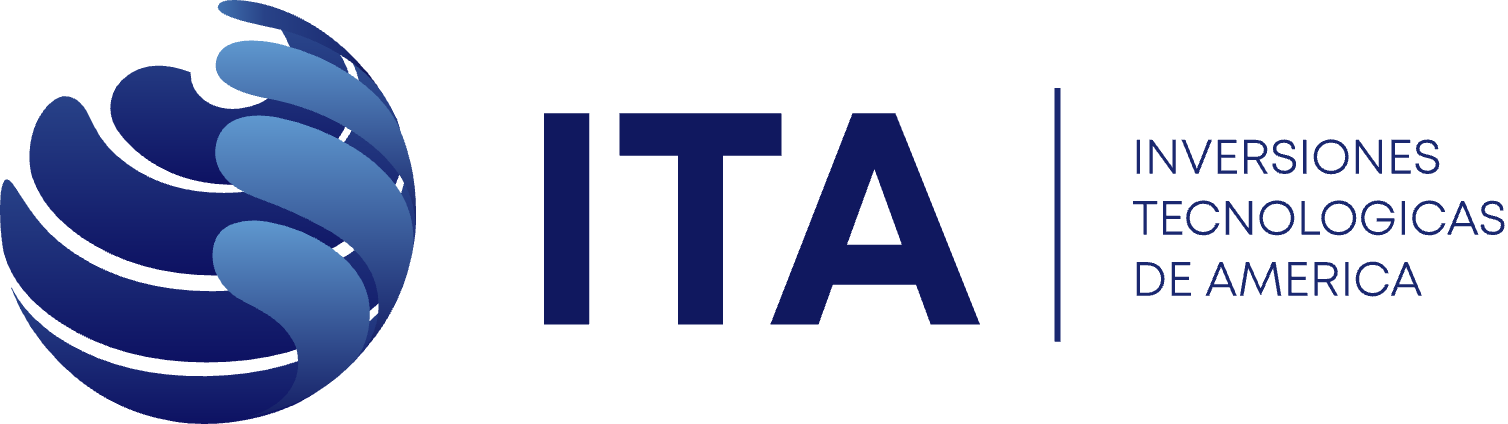 ITA
INVERSIONES
TECNOLOGICAS
DE AMERICA